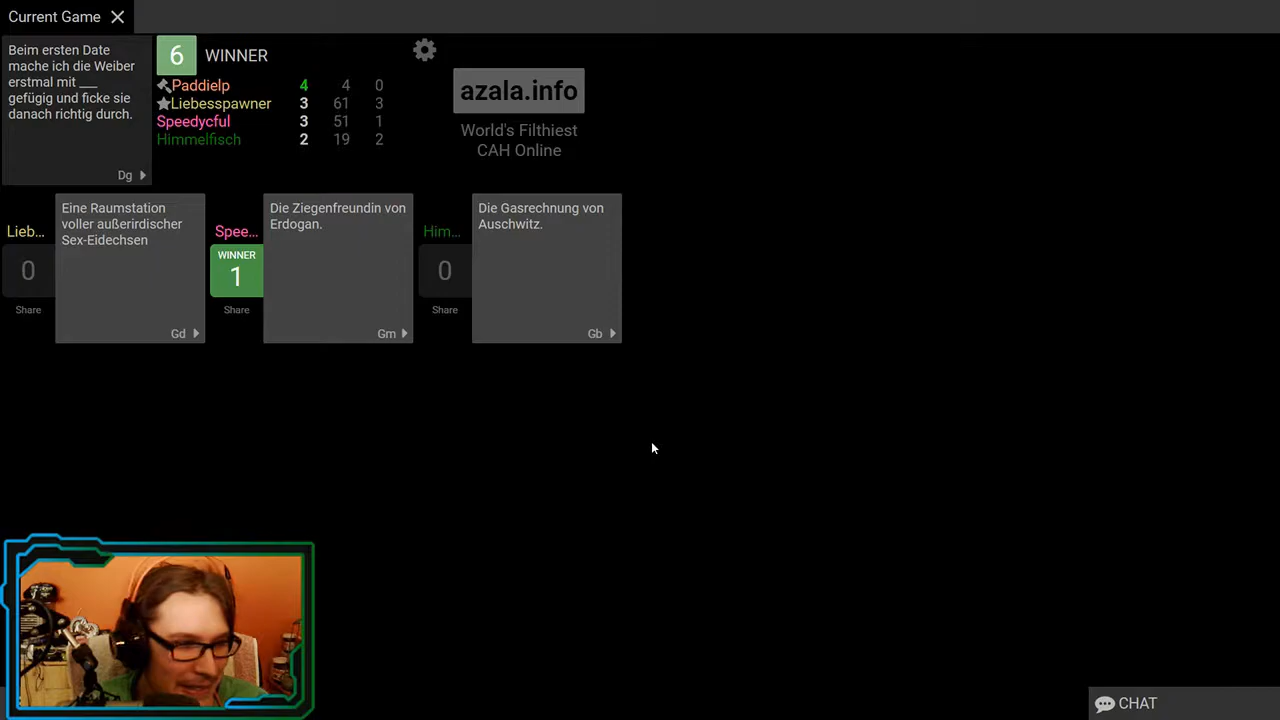 Current Game
Beim ersten Date
mache ich die Weiber
erstmal mit ___
gefügig und ficke sie
danach richtig durch.
Dg
6 WINNER
Paddielp 4 4 0
Liebesspawner 3 61 3
Speedycful 3 51 1
Himmelfisch 2 19 2
azala.info
World's Filthiest
CAH Online
Lieb...
0
Share
Eine Raumstation
voller außerirdischer
Sex-Eidechsen
Gd
Spee...
WINNER
1
Share
Die Ziegenfreundin von
Erdogan.
Gm
Him...
0
Share
Die Gasrechnung von
Auschwitz.
Gb
CHAT